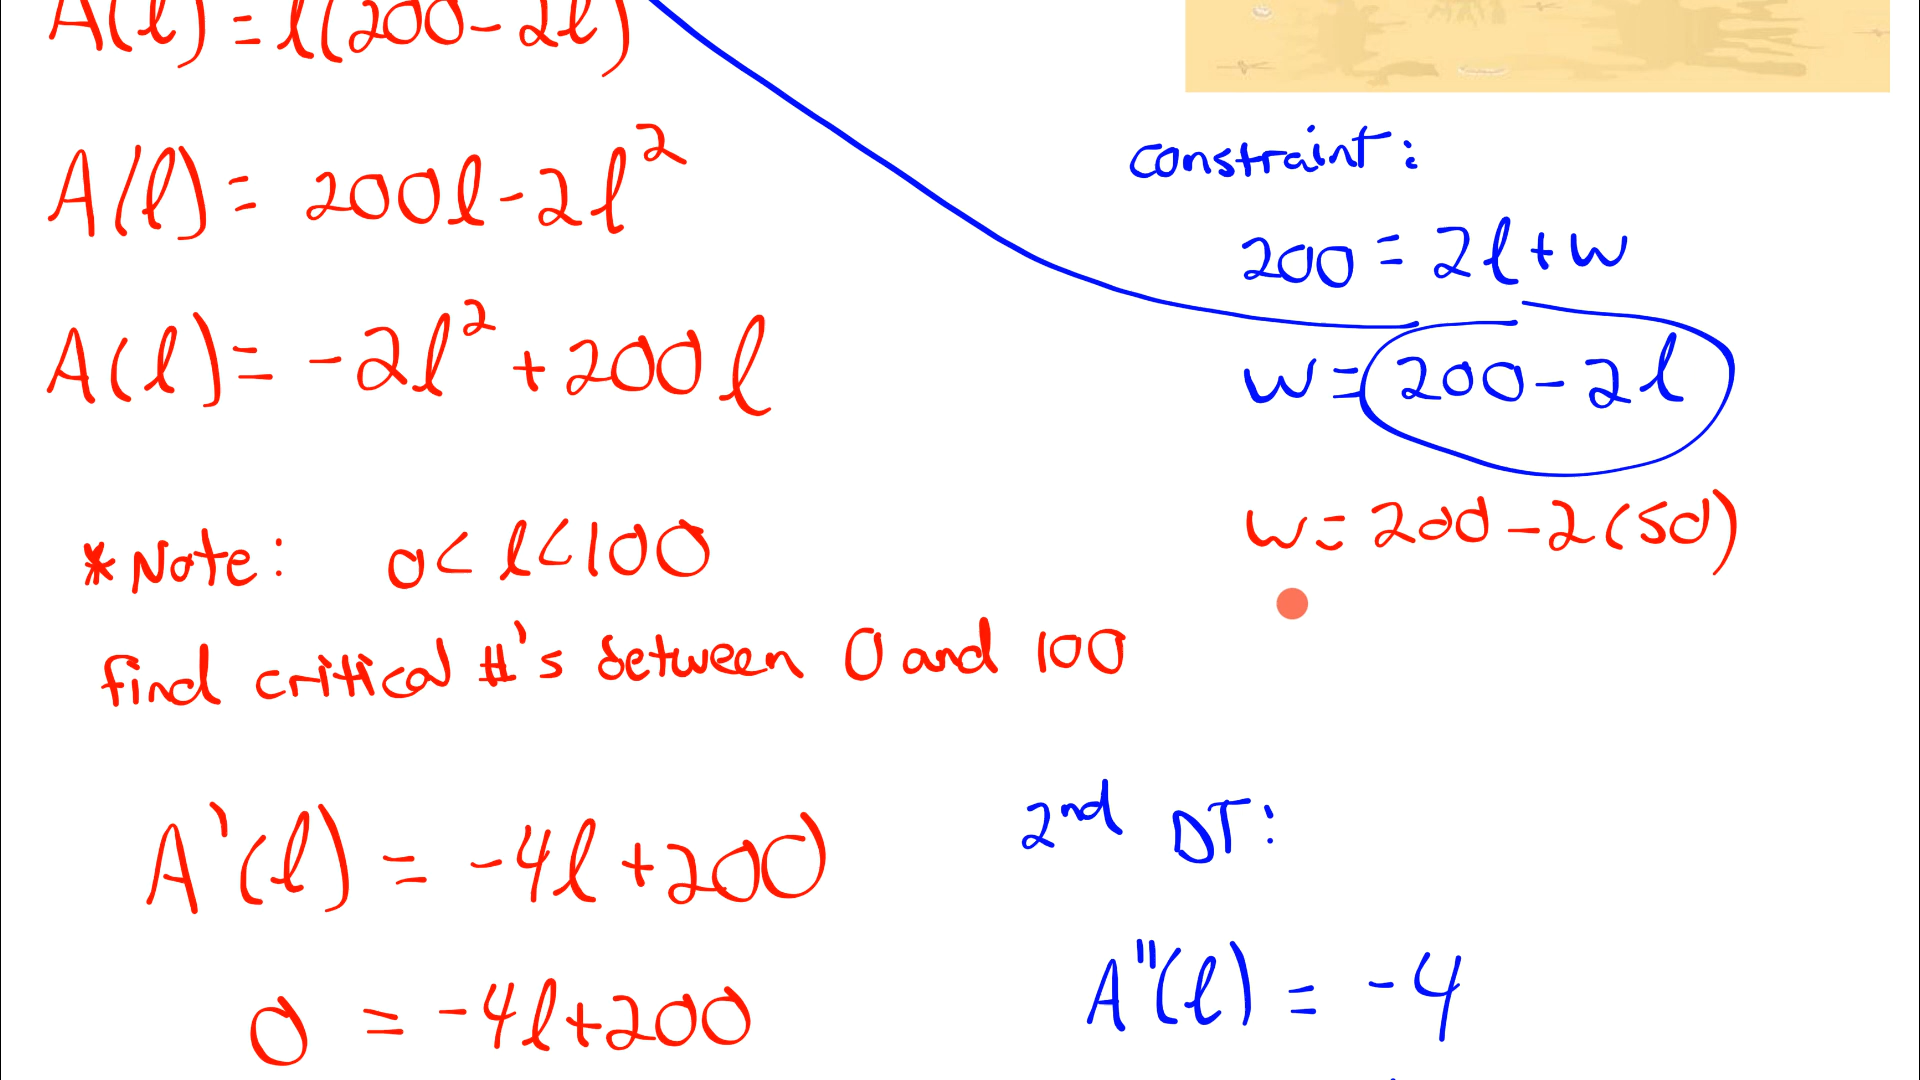 A(l) = l(200-2l)
A(l) = 200l-2l²
A(l) = -2l² + 200l
*Note: 0 < l < 100
find critical #'s between 0 and 100
A'(l) = -4l + 200
0 = -4l+200
constraint:
200 = 2l + w
w = 200 - 2l
w = 200 - 2(50)
2nd DT:
A"(l) = -4